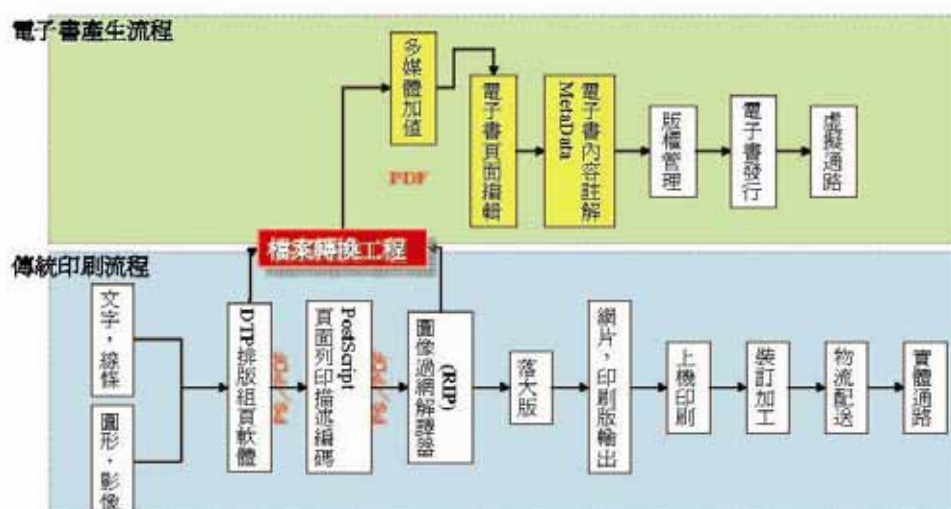 電子書產生流程
多媒體加值
PDF
電子書頁面編輯
電子書內容註解
MetaData
版權管理
電子書發行
虛擬通路
檔案轉換工程
傳統印刷流程
文字，線條
圖形，影像
DTP排版組頁軟體
PS/PDF
PostScript
頁面列印描述編碼
PS/PDF
圖像過網解譯器
(RIP)
落大版
網片，印刷版輸出
上機印刷
裝訂加工
物流配送
實體通路